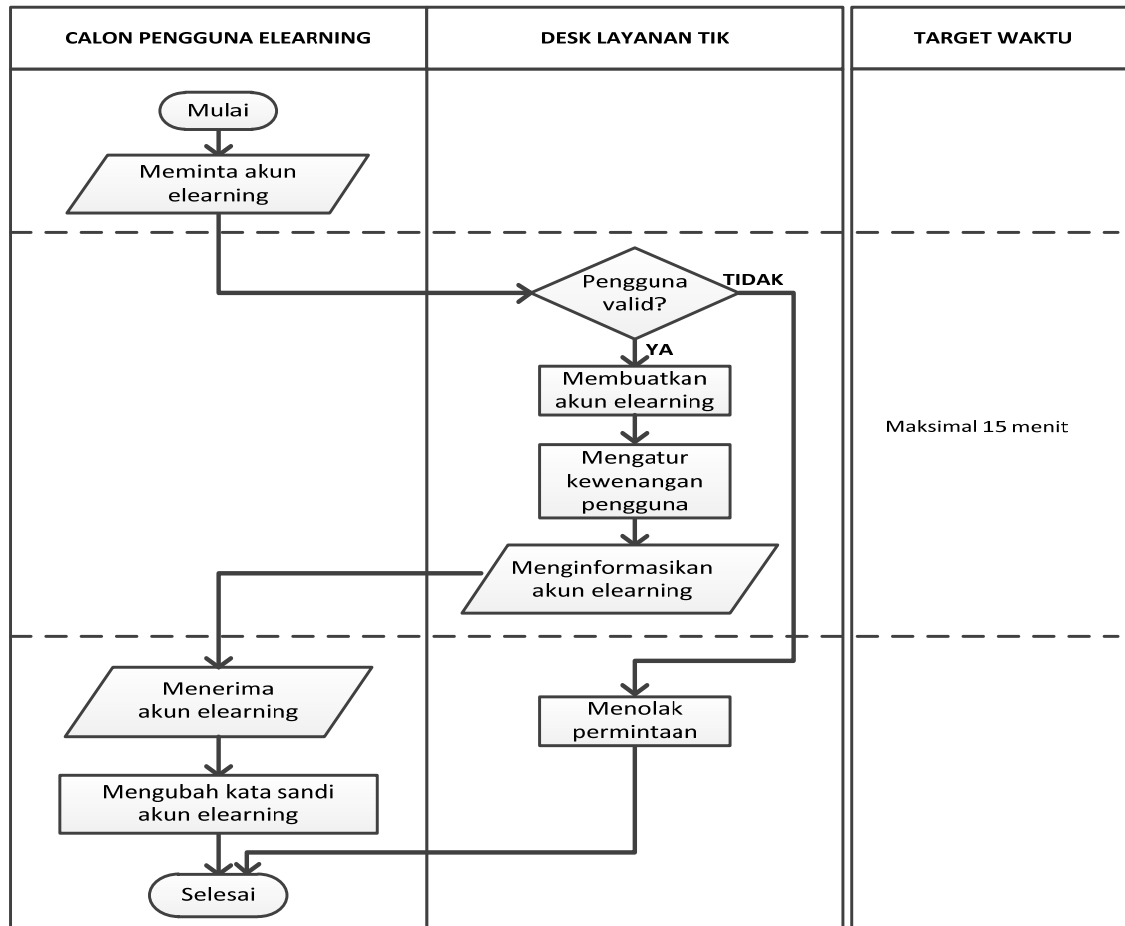 CALON PENGGUNA ELEARNING
DESK LAYANAN TIK
TARGET WAKTU
Mulai
Meminta akun
elearning
Pengguna
valid?
TIDAK
YA
Membuatkan
akun elearning
Maksimal 15 menit
Mengatur
kewenangan
pengguna
Menginformasikan
akun elearning
Menerima
akun elearning
Menolak
permintaan
Mengubah kata sandi
akun elearning
Selesai